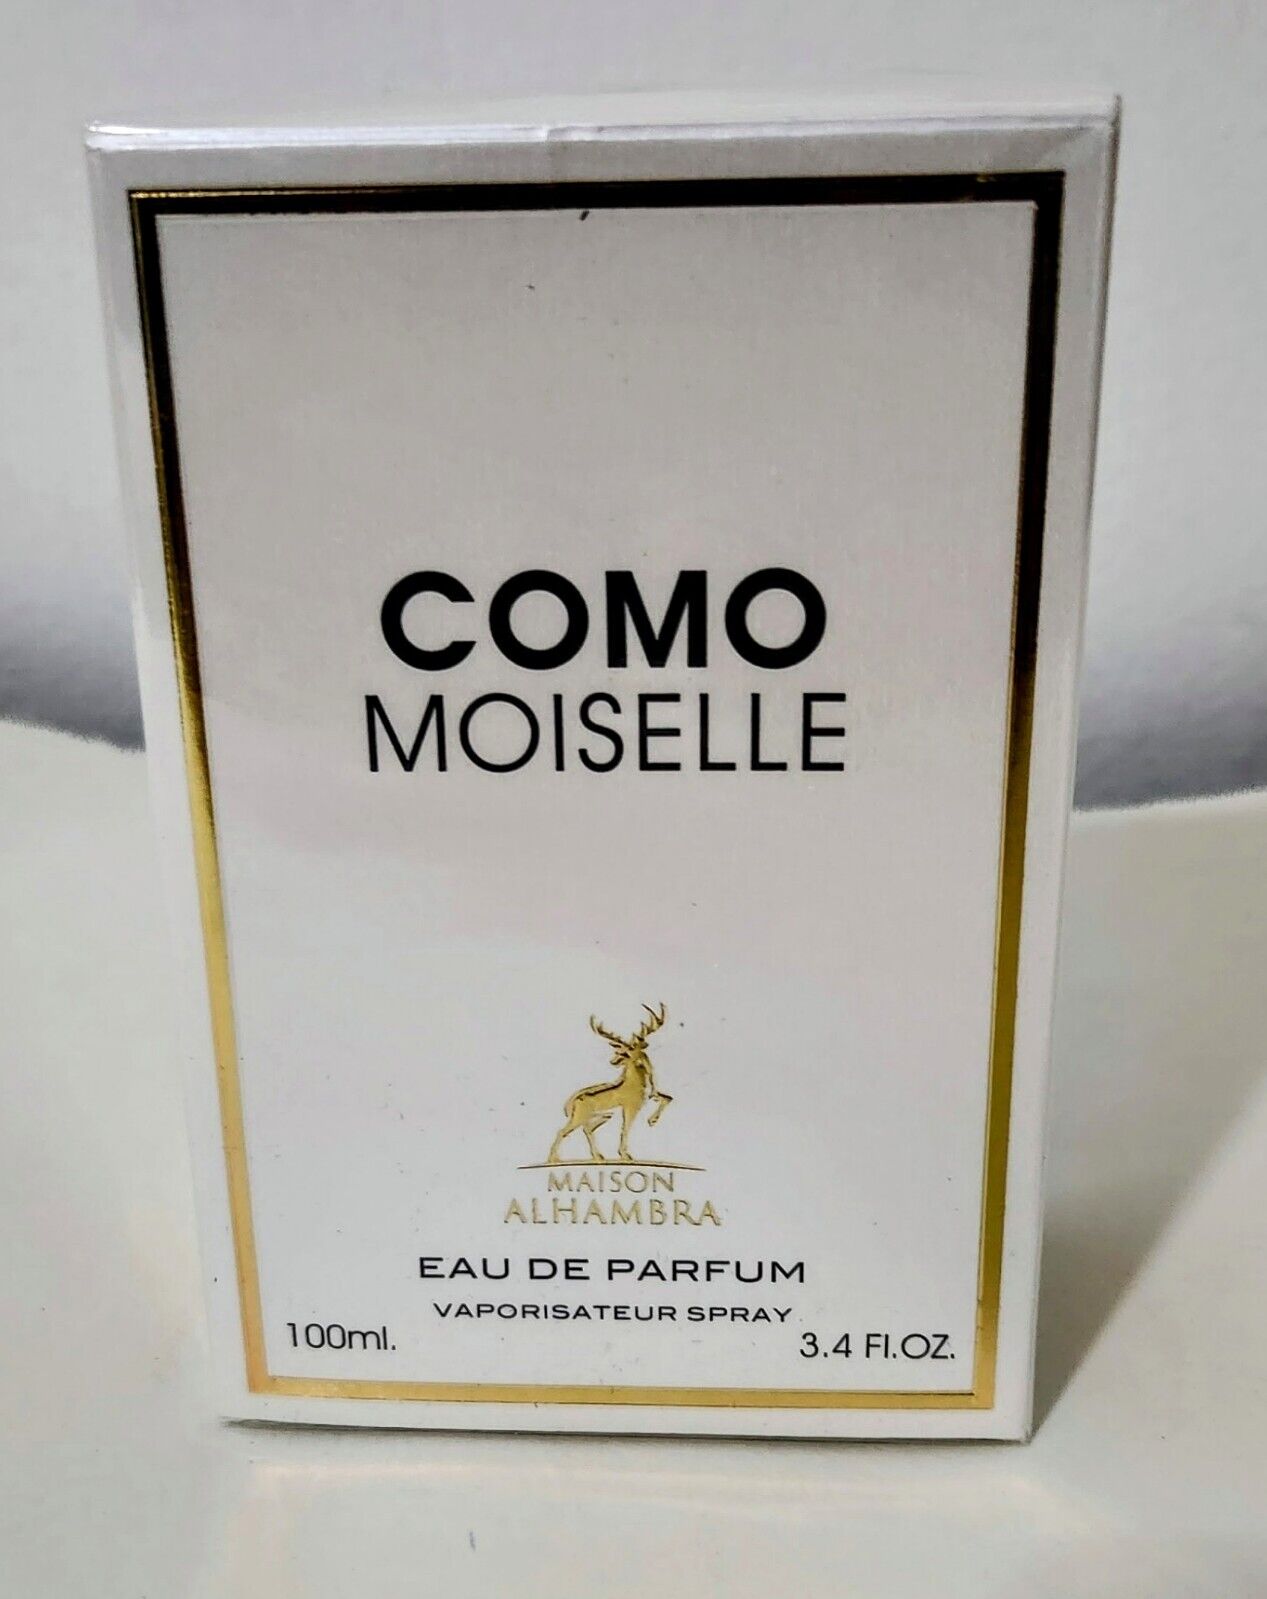 COMO
MOISELLE
MAISON
ALHAMBRA
EAU DE PARFUM
VAPORISATEUR SPRAY
100ml.
3.4 Fl.OZ.